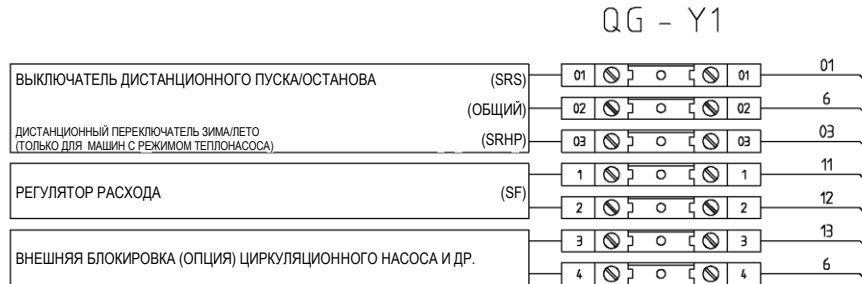 QG - Y1
ВЫКЛЮЧАТЕЛЬ ДИСТАНЦИОННОГО ПУСКА/ОСТАНОВА (SRS) 01 01 01
(ОБЩИЙ) 02 02 6
ДИСТАНЦИОННЫЙ ПЕРЕКЛЮЧАТЕЛЬ ЗИМА/ЛЕТО
(ТОЛЬКО ДЛЯ МАШИН С РЕЖИМОМ ТЕПЛОНАСОСА) (SRHP) 03 03 03
1 1 11
РЕГУЛЯТОР РАСХОДА (SF)
2 2 12
3 3 13
ВНЕШНЯЯ БЛОКИРОВКА (ОПЦИЯ) ЦИРКУЛЯЦИОННОГО НАСОСА И ДР.
4 4 6